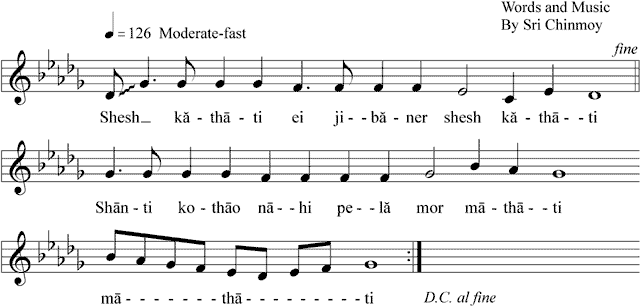 Words and Music
By Sri Chinmoy
= 126 Moderate-fast
fine
Shesh_ kă - thā - ti ei ji - - bă - ner shesh kă - thā - ti
Shān - ti ko - thāo nā - - hi pe - - lă mor mā - thā - ti
mā - - - - - - - thā - - - - - - - - - - ti D.C. al fine